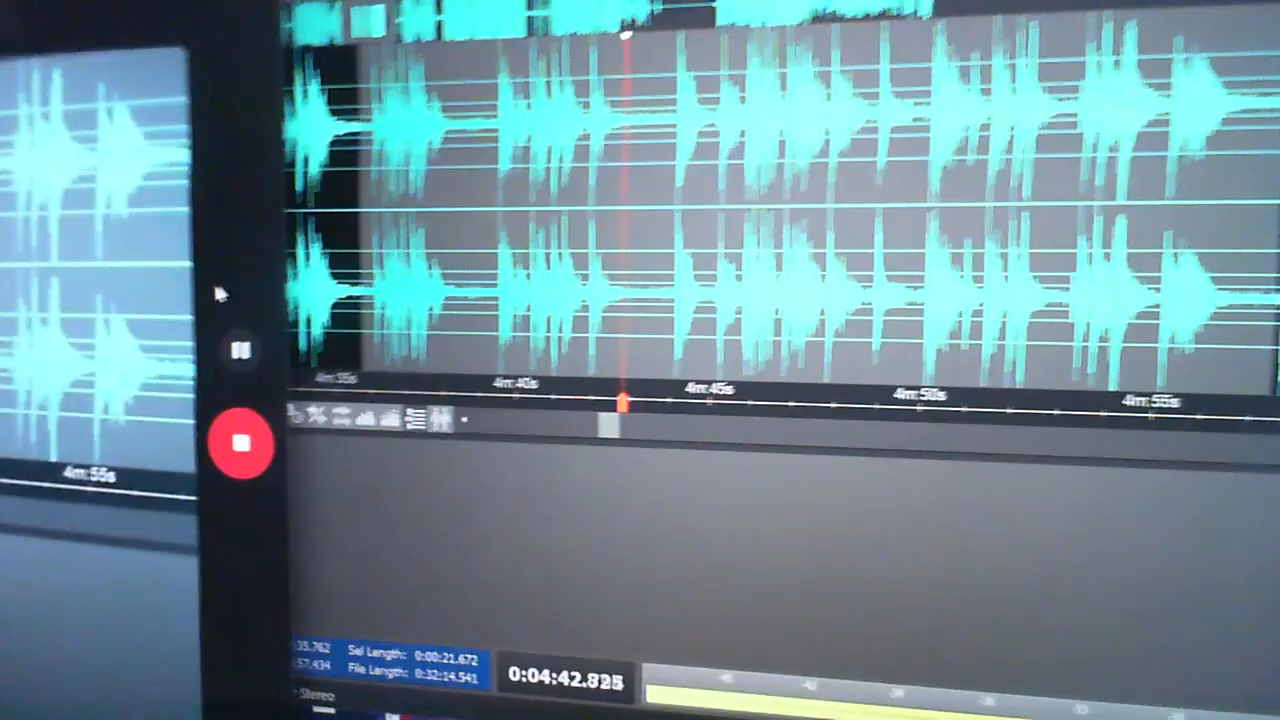 4m:55s
4m:35s 4m:40s 4m:45s 4m:50s 4m:55s
35.762 Sel Length: 0:00:21.672
57.434 File Length: 0:32:14.541
0:04:42.825
Stereo